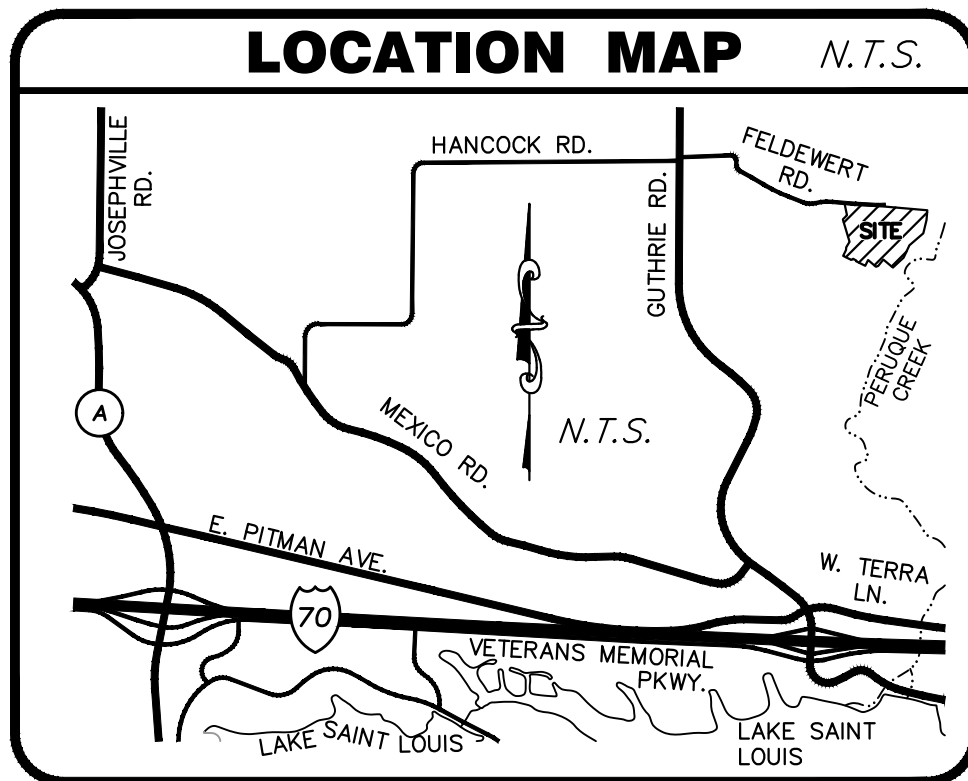 LOCATION MAP N.T.S.
JOSEPHVILLE
RD.
HANCOCK RD.
GUTHRIE RD.
FELDEWERT
RD.
SITE
PERUQUE
CREEK
A
MEXICO RD.
N.T.S.
E. PITMAN AVE.
W. TERRA
LN.
70
VETERANS MEMORIAL
PKWY.
LAKE SAINT LOUIS
LAKE SAINT
LOUIS